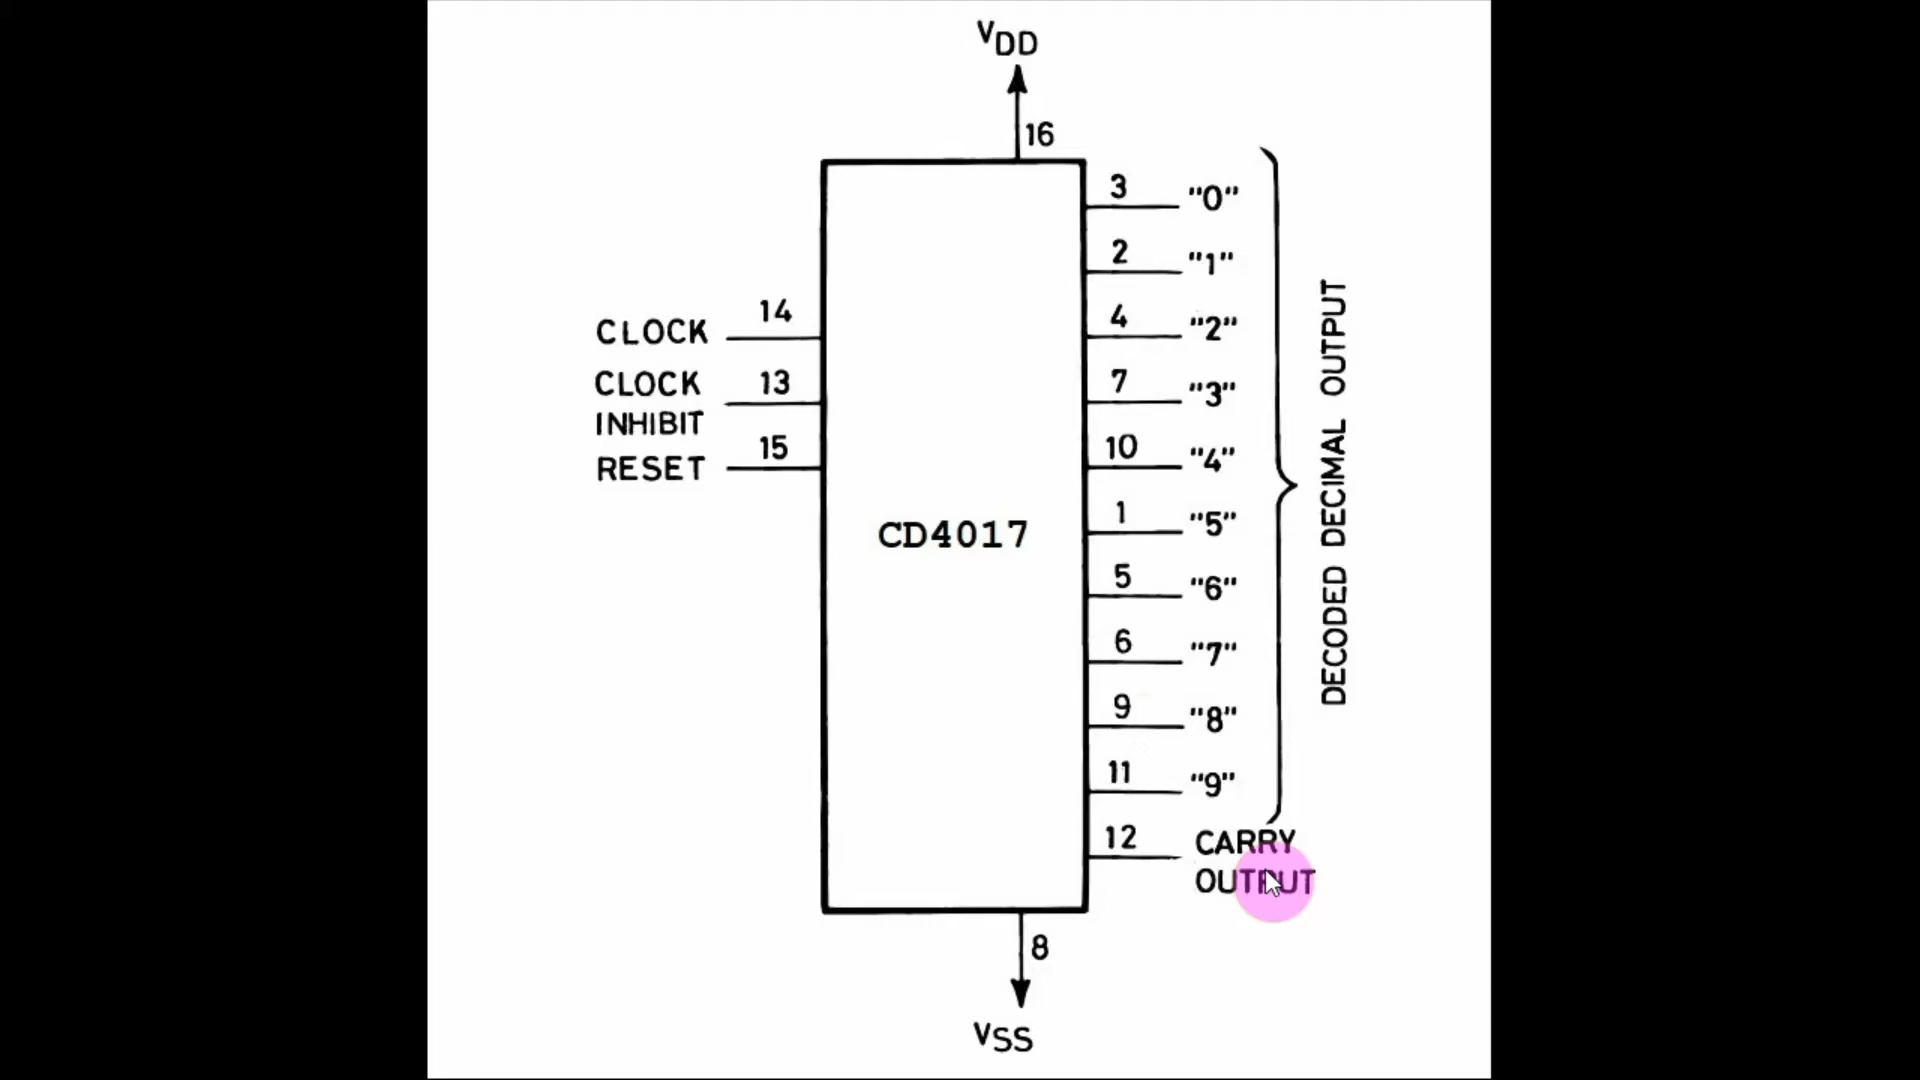 VDD
16
3 "0"
2 "1"
4 "2"
7 "3"
10 "4"
1 "5"
5 "6"
6 "7"
9 "8"
11 "9"
12 CARRY
OUTPUT
DECODED DECIMAL OUTPUT
CLOCK 14
CLOCK 13
INHIBIT
RESET 15
CD4017
8
VSS